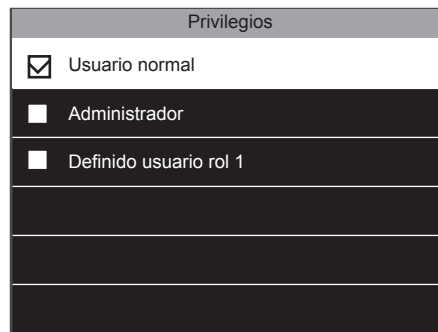 Privilegios
Usuario normal
Administrador
Definido usuario rol 1